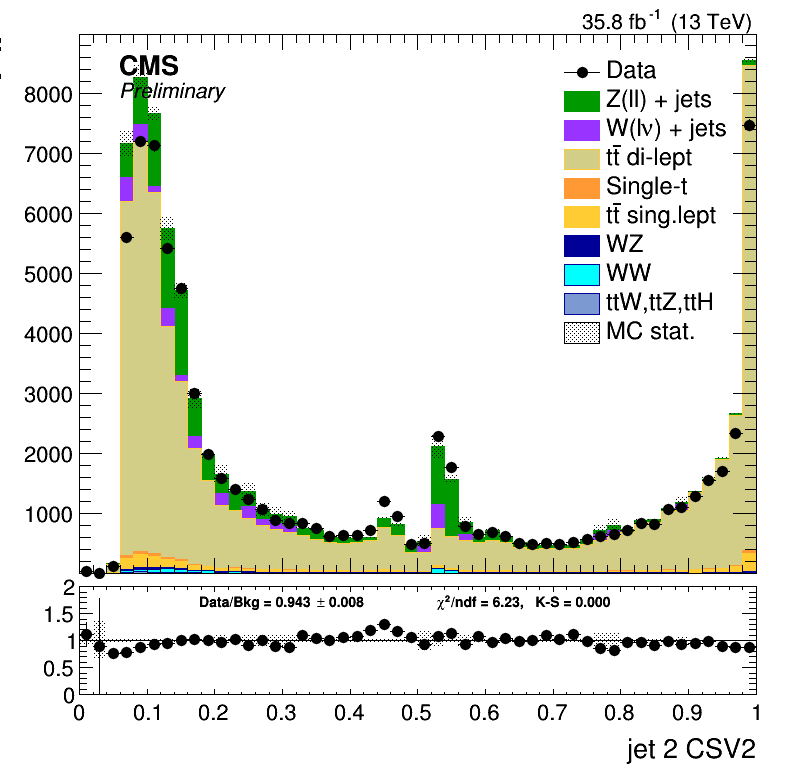 35.8 fb⁻¹ (13 TeV)
CMS
Preliminary
Data
Z(ll) + jets
W(lν) + jets
tt̄ di-lept
Single-t
tt̄ sing.lept
WZ
WW
ttW,ttZ,ttH
MC stat.
8000
7000
6000
5000
4000
3000
2000
1000
Data/Bkg = 0.943 ± 0.008 χ²/ndf = 6.23, K-S = 0.000
2
1.5
1
0.5
0
0 0.1 0.2 0.3 0.4 0.5 0.6 0.7 0.8 0.9 1
jet 2 CSV2